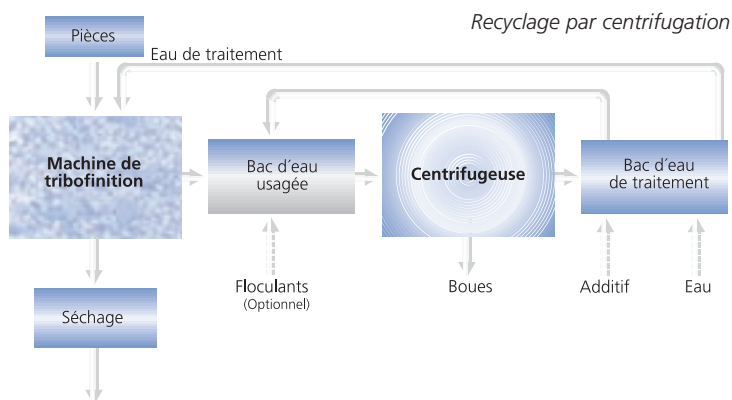 Recyclage par centrifugation
Pièces
Eau de traitement
Machine de
tribofinition
Bac d´eau
usagée
Centrifugeuse
Bac d´eau
de traitement
Floculants
(Optionnel)
Boues
Additif
Eau
Séchage